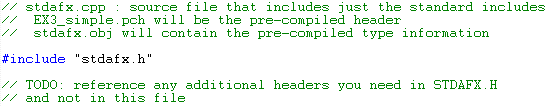 // stdafx.cpp : source file that includes just the standard includes
// EX3_simple.pch will be the pre-compiled header
// stdafx.obj will contain the pre-compiled type information
#include "stdafx.h"
// TODO: reference any additional headers you need in STDAFX.H
// and not in this file